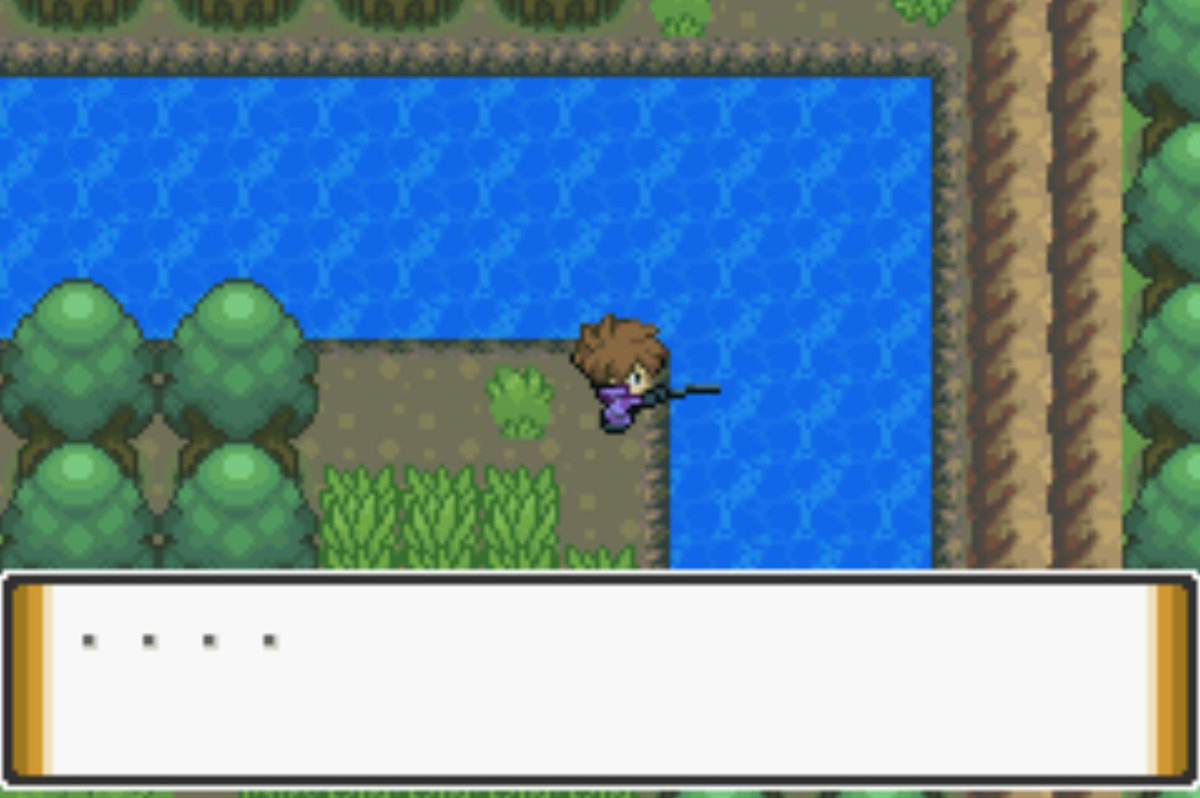 . . . .